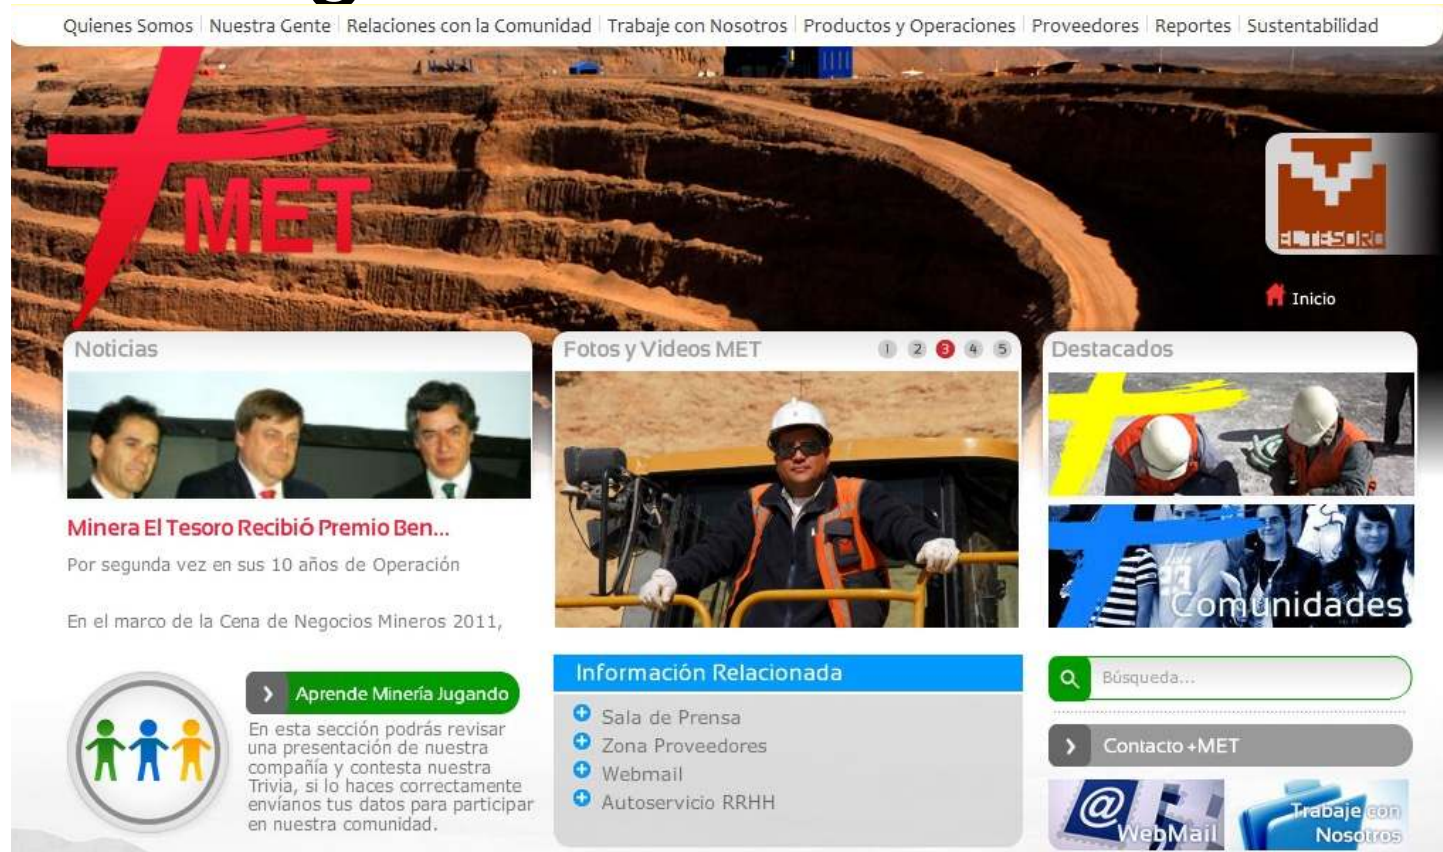 Quienes Somos Nuestra Gente Relaciones con la Comunidad Trabaje con Nosotros Productos y Operaciones Proveedores Reportes Sustentabilidad
+MET
EL TESORO
Inicio
Noticias
Minera El Tesoro Recibió Premio Ben...
Por segunda vez en sus 10 años de Operación
En el marco de la Cena de Negocios Mineros 2011,
Fotos y Videos MET 1 2 3 4 5
Destacados
Comunidades
Aprende Minería Jugando
En esta sección podrás revisar
una presentación de nuestra
compañía y contesta nuestra
Trivia, si lo haces correctamente
envíanos tus datos para participar
en nuestra comunidad.
Información Relacionada
Sala de Prensa
Zona Proveedores
Webmail
Autoservicio RRHH
Búsqueda...
Contacto +MET
@
WebMail
Trabaje con
Nosotros